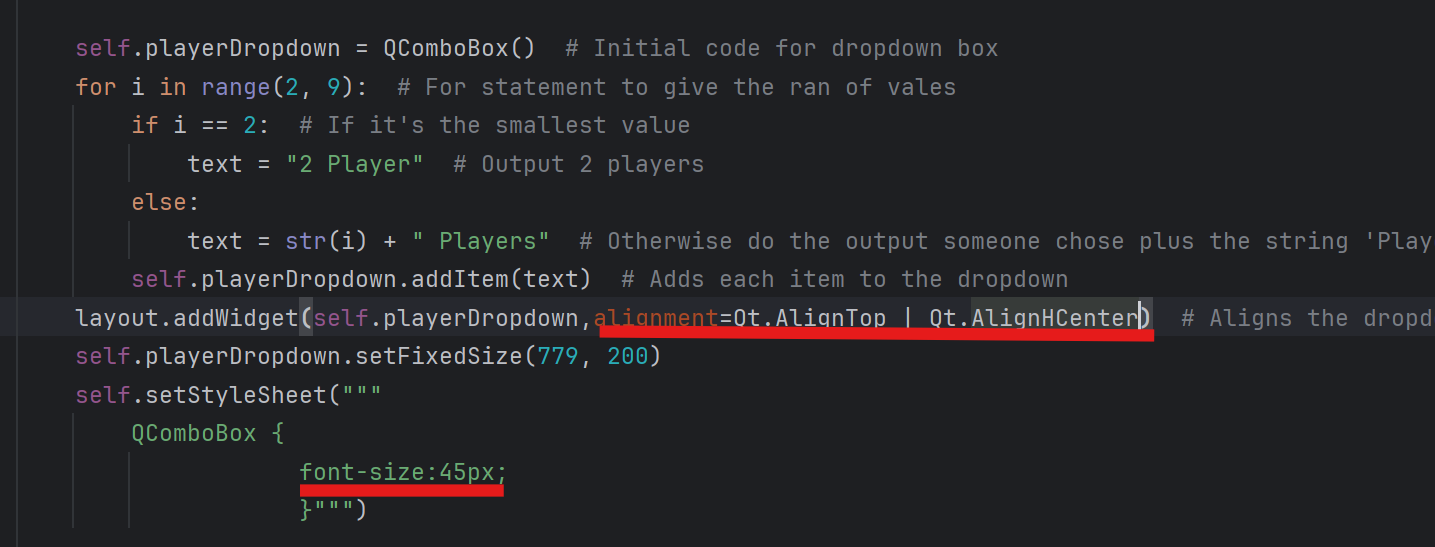 self.playerDropdown = QComboBox()  # Initial code for dropdown box
for i in range(2, 9):  # For statement to give the ran of vales
if i == 2:  # If it's the smallest value
text = "2 Player"  # Output 2 players
else:
text = str(i) + " Players"  # Otherwise do the output someone chose plus the string 'Play
self.playerDropdown.addItem(text)  # Adds each item to the dropdown
layout.addWidget(self.playerDropdown,alignment=Qt.AlignTop | Qt.AlignHCenter)  # Aligns the dropd
self.playerDropdown.setFixedSize(779, 200)
self.setStyleSheet("""
QComboBox {
font-size:45px;
}""")